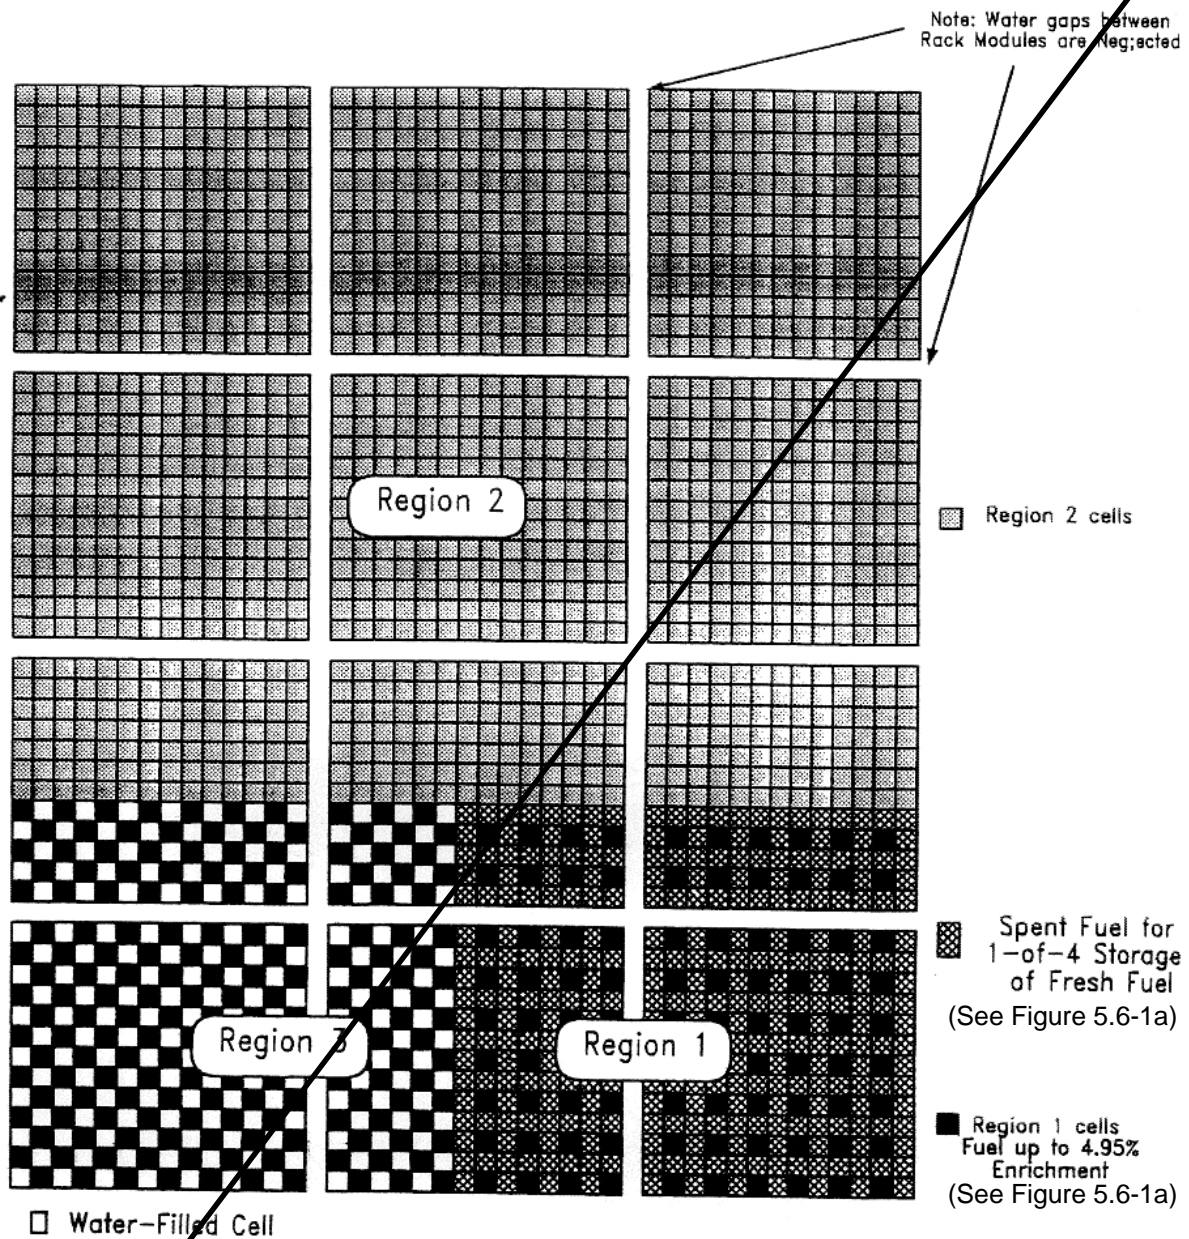 Note: Water gaps between
Rack Modules are Neg;ected
Region 2
Region 2 cells
Spent Fuel for
1-of-4 Storage
of Fresh Fuel
(See Figure 5.6-1a)
Region 3
Region 1
Region 1 cells
Fuel up to 4.95%
Enrichment
(See Figure 5.6-1a)
Water-Filled Cell